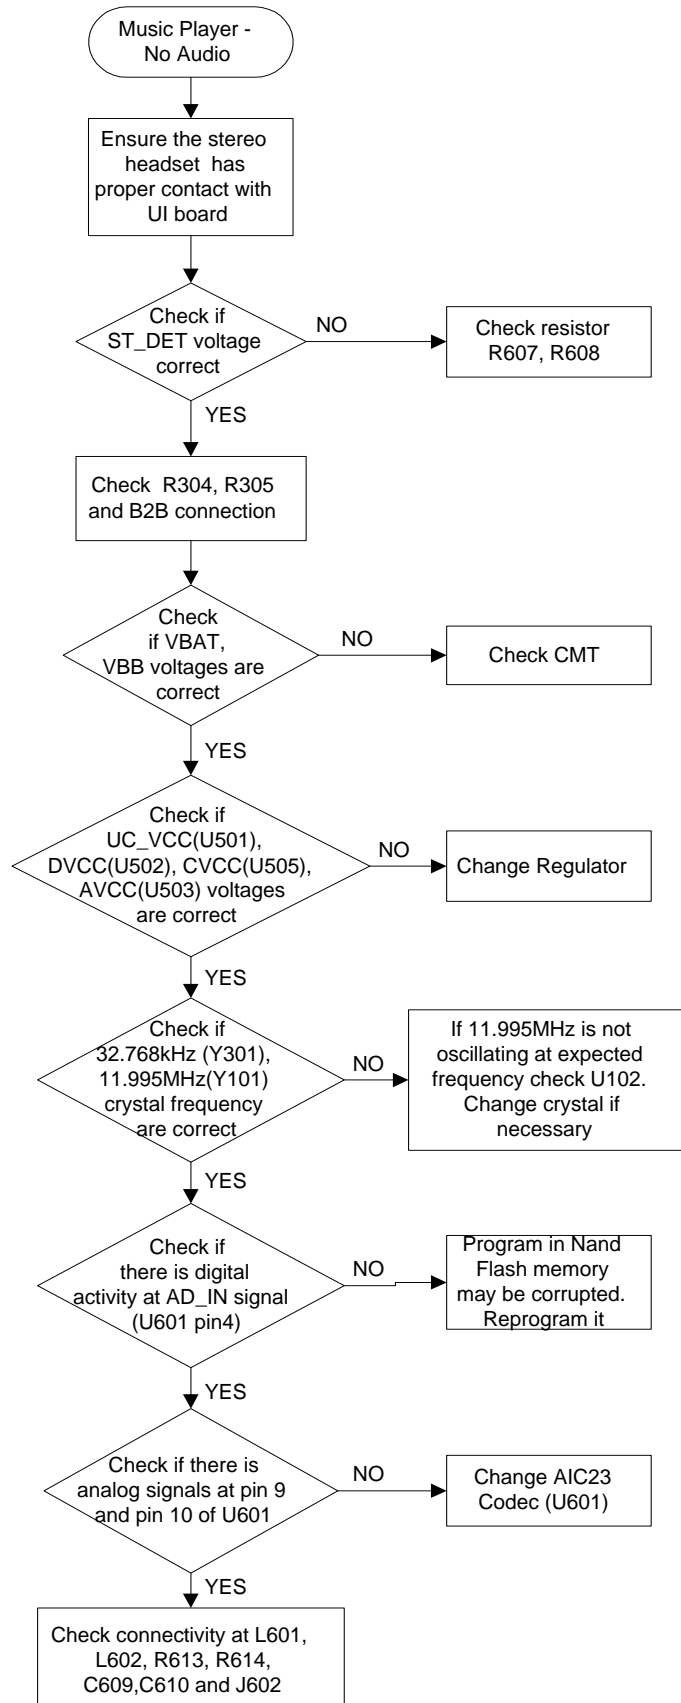 Music Player -
No Audio
Ensure the stereo
headset has
proper contact with
UI board
Check if
ST_DET voltage
correct
NO
Check resistor
R607, R608
YES
Check R304, R305
and B2B connection
Check
if VBAT,
VBB voltages are
correct
NO
Check CMT
YES
Check if
UC_VCC(U501),
DVCC(U502), CVCC(U505),
AVCC(U503) voltages
are correct
NO
Change Regulator
YES
Check if
32.768kHz (Y301),
11.995MHz(Y101)
crystal frequency
are correct
NO
If 11.995MHz is not
oscillating at expected
frequency check U102.
Change crystal if
necessary
YES
Check if
there is digital
activity at AD_IN signal
(U601 pin4)
NO
Program in Nand
Flash memory
may be corrupted.
Reprogram it
YES
Check if there is
analog signals at pin 9
and pin 10 of U601
NO
Change AIC23
Codec (U601)
YES
Check connectivity at L601,
L602, R613, R614,
C609,C610 and J602